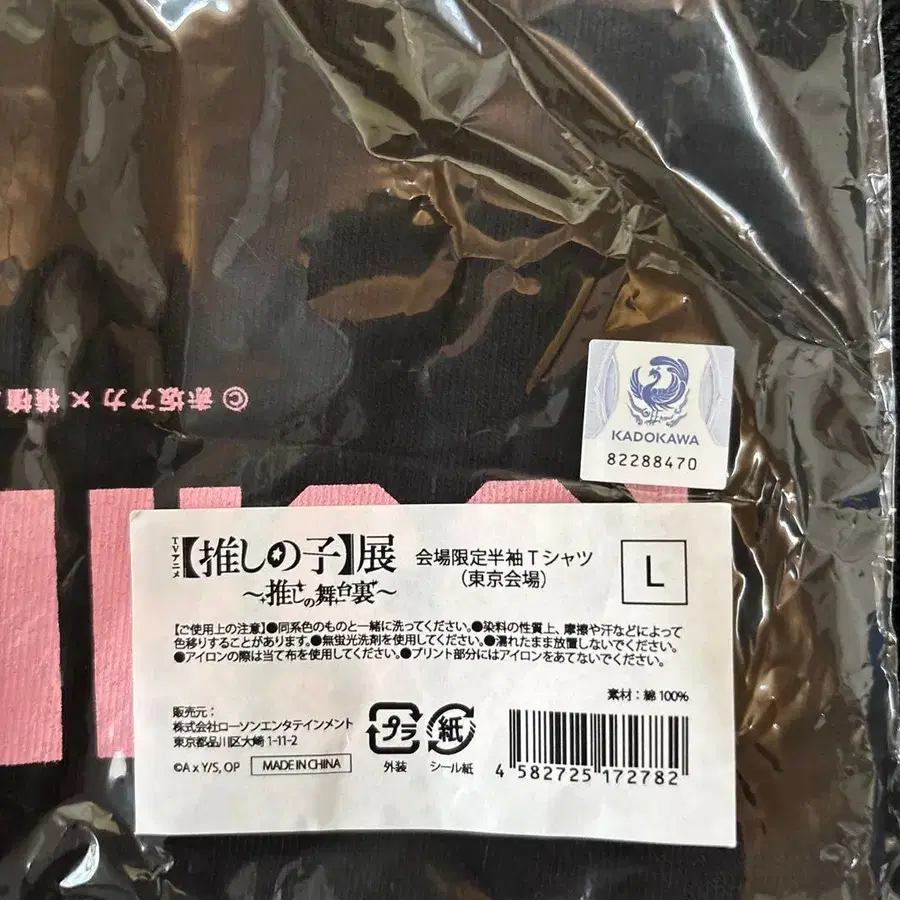 © 赤坂アカ × 横槍
KADOKAWA
82288470
TVアニメ
【推しの子】展
～推しの舞台裏～
会場限定半袖Tシャツ
(東京会場)
L
【ご使用上の注意】●同系色のものと一緒に洗ってください。●染料の性質上、摩擦や汗などによって
色移りすることがあります。●無蛍光洗剤を使用してください。●濡れたまま放置しないでください。
●アイロンの際は当て布を使用してください。●プリント部分にはアイロンをあてないでください。
素材：綿 100%
販売元：
株式会社ローソンエンタテインメント
東京都品川区大崎 1-11-2
©A x Y/S, OP
MADE IN CHINA
プラ
外装
紙
シール紙
4 582725 172782